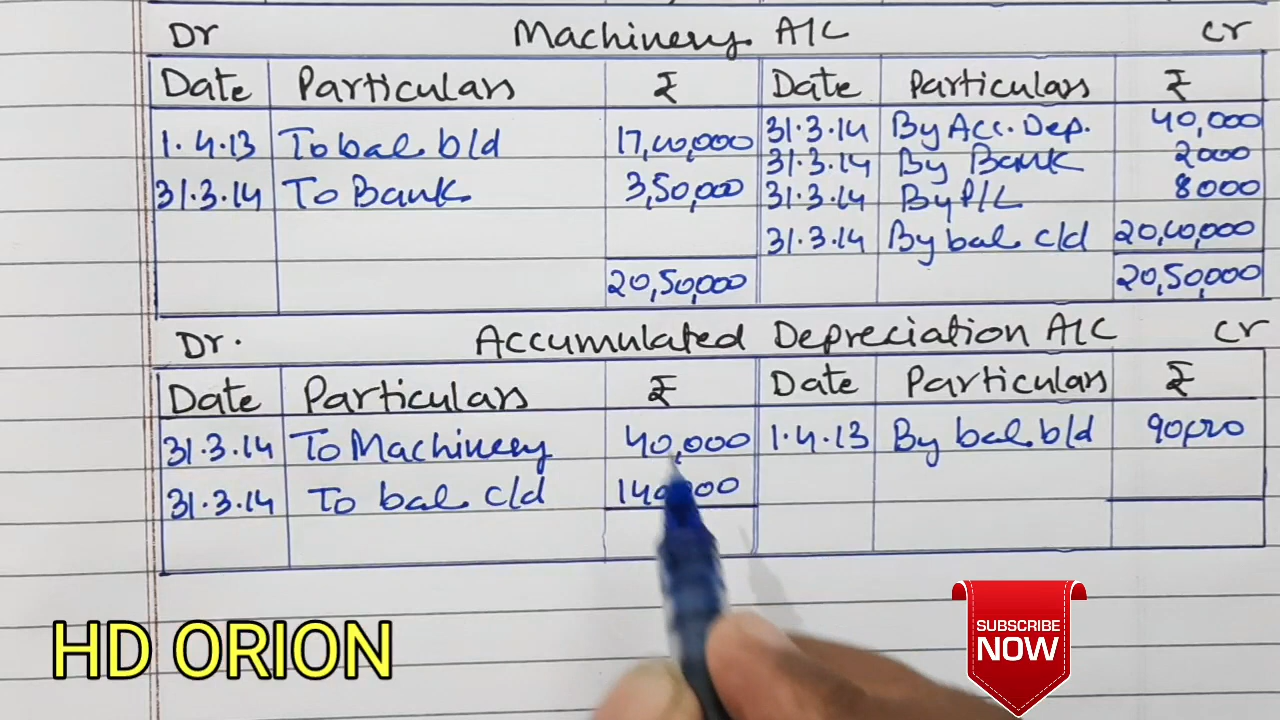 Dr Machinery A/C Cr
Date Particulars ₹ Date Particulars ₹
1.4.13 To bal b/d 17,00,000 31.3.14 By Acc. Dep. 40,000
31.3.14 By Bank 2000
31.3.14 To Bank 3,50,000 31.3.14 By P/L 8000
31.3.14 By bal c/d 20,00,000
20,50,000 20,50,000
Dr. Accumulated Depreciation A/C Cr
Date Particulars ₹ Date Particulars ₹
31.3.14 To Machinery 40,000 1.4.13 By bal b/d 90,000
31.3.14 To bal c/d
HD ORION
SUBSCRIBE
NOW